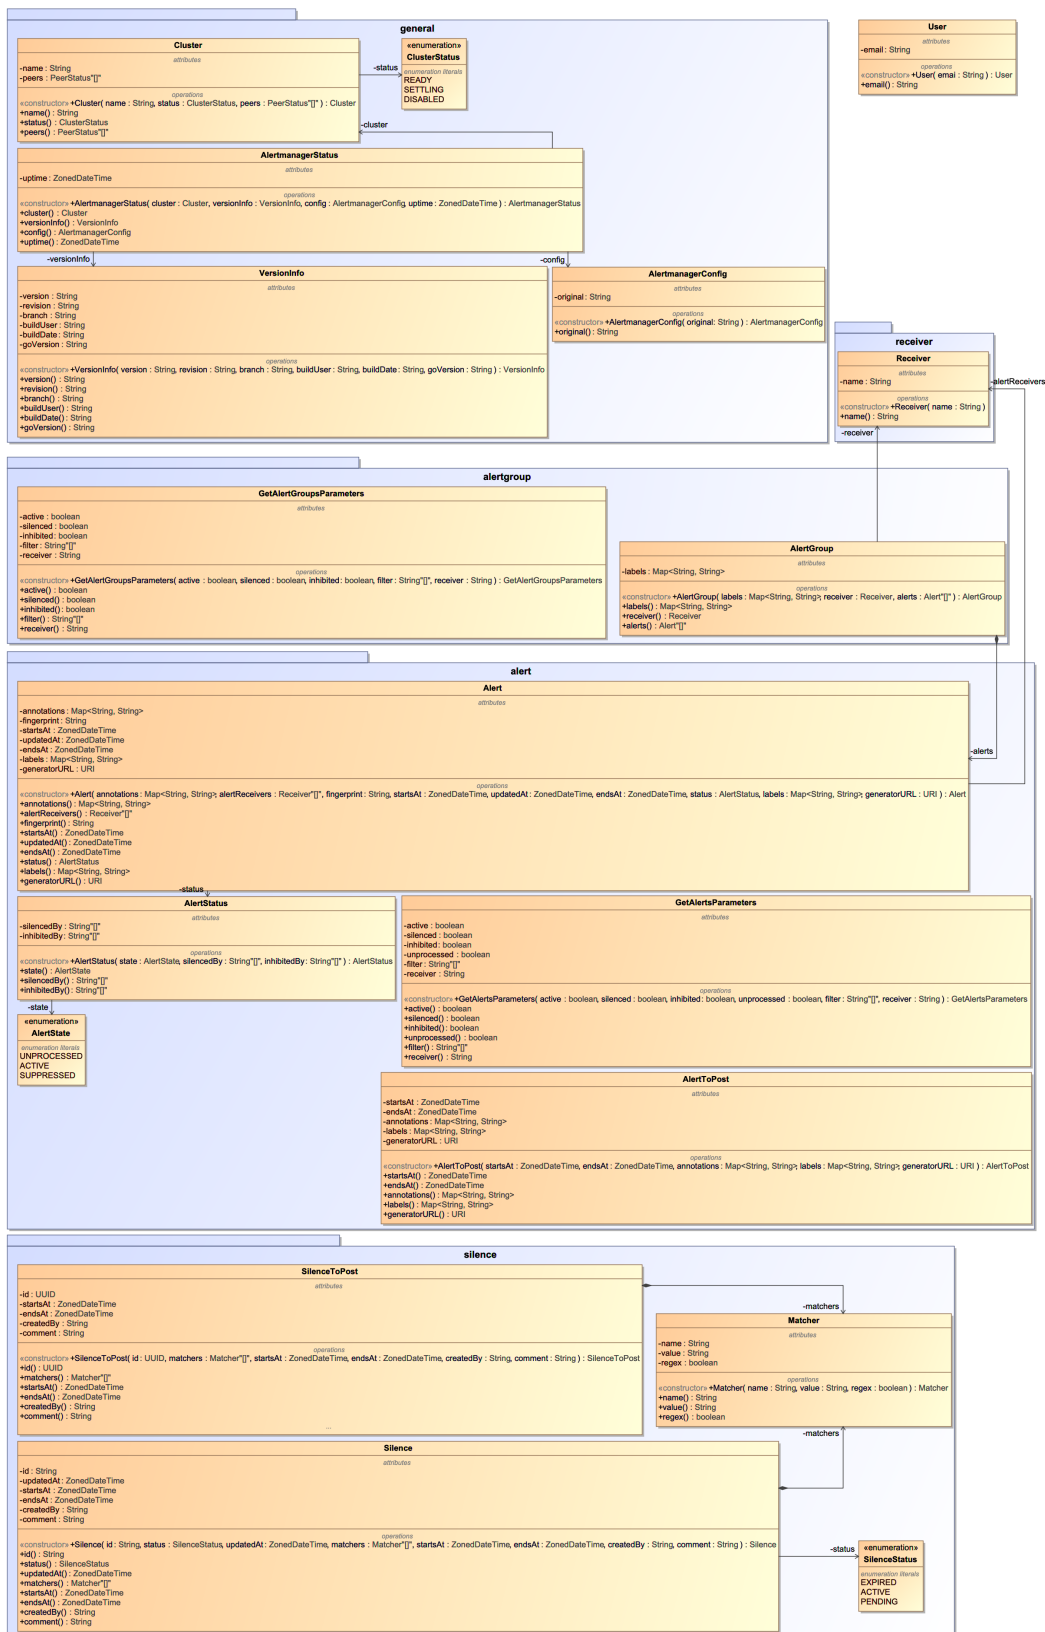 general
Cluster
attributes
-name : String
-peers : PeerStatus"[]"
operations
«constructor» +Cluster( name : String, status : ClusterStatus, peers : PeerStatus"[]" ) : Cluster
+name() : String
+status() : ClusterStatus
+peers() : PeerStatus"[]"
-status
«enumeration»
ClusterStatus
enumeration literals
READY
SETTLING
DISABLED
User
attributes
-email : String
operations
«constructor» +User( emai : String ) : User
+email() : String
-cluster
AlertmanagerStatus
attributes
-uptime : ZonedDateTime
operations
«constructor» +AlertmanagerStatus( cluster : Cluster, versionInfo : VersionInfo, config : AlertmanagerConfig, uptime : ZonedDateTime ) : AlertmanagerStatus
+cluster() : Cluster
+versionInfo() : VersionInfo
+config() : AlertmanagerConfig
+uptime() : ZonedDateTime
-versionInfo
-config
VersionInfo
attributes
-version : String
-revision : String
-branch : String
-buildUser : String
-buildDate : String
-goVersion : String
operations
«constructor» +VersionInfo( version : String, revision : String, branch : String, buildUser : String, buildDate : String, goVersion : String ) : VersionInfo
+version() : String
+revision() : String
+branch() : String
+buildUser() : String
+buildDate() : String
+goVersion() : String
AlertmanagerConfig
attributes
-original : String
operations
«constructor» +AlertmanagerConfig( original : String ) : AlertmanagerConfig
+original() : String
receiver
Receiver
attributes
-name : String
operations
«constructor» +Receiver( name : String )
+name() : String
-alertReceivers
-receiver
alertgroup
GetAlertGroupsParameters
attributes
-active : boolean
-silenced : boolean
-inhibited : boolean
-filter : String"[]"
-receiver : String
operations
«constructor» +GetAlertGroupsParameters( active : boolean, silenced : boolean, inhibited : boolean, filter : String"[]", receiver : String ) : GetAlertGroupsParameters
+active() : boolean
+silenced() : boolean
+inhibited() : boolean
+filter() : String"[]"
+receiver() : String
AlertGroup
attributes
-labels : Map<String, String>
operations
«constructor» +AlertGroup( labels : Map<String, String>, receiver : Receiver, alerts : Alert"[]" ) : AlertGroup
+labels() : Map<String, String>
+receiver() : Receiver
+alerts() : Alert"[]"
alert
Alert
attributes
-annotations : Map<String, String>
-fingerprint : String
-startsAt : ZonedDateTime
-updatedAt : ZonedDateTime
-endsAt : ZonedDateTime
-labels : Map<String, String>
-generatorURL : URI
-alerts
operations
«constructor» +Alert( annotations : Map<String, String>, alertReceivers : Receiver"[]", fingerprint : String, startsAt : ZonedDateTime, updatedAt : ZonedDateTime, endsAt : ZonedDateTime, status : AlertStatus, labels : Map<String, String>, generatorURL : URI ) : Alert
+annotations() : Map<String, String>
+alertReceivers() : Receiver"[]"
+fingerprint() : String
+startsAt() : ZonedDateTime
+updatedAt() : ZonedDateTime
+endsAt() : ZonedDateTime
+status() : AlertStatus
+labels() : Map<String, String>
+generatorURL() : URI
-status
AlertStatus
attributes
-silencedBy : String"[]"
-inhibitedBy : String"[]"
operations
«constructor» +AlertStatus( state : AlertState, silencedBy : String"[]", inhibitedBy : String"[]" ) : AlertStatus
+state() : AlertState
+silencedBy() : String"[]"
+inhibitedBy() : String"[]"
-state
«enumeration»
AlertState
enumeration literals
UNPROCESSED
ACTIVE
SUPPRESSED
GetAlertsParameters
attributes
-active : boolean
-silenced : boolean
-inhibited : boolean
-unprocessed : boolean
-filter : String"[]"
-receiver : String
operations
«constructor» +GetAlertsParameters( active : boolean, silenced : boolean, inhibited : boolean, unprocessed : boolean, filter : String"[]", receiver : String ) : GetAlertsParameters
+active() : boolean
+silenced() : boolean
+inhibited() : boolean
+unprocessed() : boolean
+filter() : String"[]"
+receiver() : String
AlertToPost
attributes
-startsAt : ZonedDateTime
-endsAt : ZonedDateTime
-annotations : Map<String, String>
-labels : Map<String, String>
-generatorURL : URI
operations
«constructor» +AlertToPost( startsAt : ZonedDateTime, endsAt : ZonedDateTime, annotations : Map<String, String>, labels : Map<String, String>, generatorURL : URI ) : AlertToPost
+startsAt() : ZonedDateTime
+endsAt() : ZonedDateTime
+annotations() : Map<String, String>
+labels() : Map<String, String>
+generatorURL() : URI
silence
SilenceToPost
attributes
-id : UUID
-startsAt : ZonedDateTime
-endsAt : ZonedDateTime
-createdBy : String
-comment : String
operations
«constructor» +SilenceToPost( id : UUID, matchers : Matcher"[]", startsAt : ZonedDateTime, endsAt : ZonedDateTime, createdBy : String, comment : String ) : SilenceToPost
+id() : UUID
+matchers() : Matcher"[]"
+startsAt() : ZonedDateTime
+endsAt() : ZonedDateTime
+createdBy() : String
+comment() : String
...
-matchers
Matcher
attributes
-name : String
-value : String
-regex : boolean
operations
«constructor» +Matcher( name : String, value : String, regex : boolean ) : Matcher
+name() : String
+value() : String
+regex() : boolean
-matchers
Silence
attributes
-id : String
-updatedAt : ZonedDateTime
-startsAt : ZonedDateTime
-endsAt : ZonedDateTime
-createdBy : String
-comment : String
operations
«constructor» +Silence( id : String, status : SilenceStatus, updatedAt : ZonedDateTime, matchers : Matcher"[]", startsAt : ZonedDateTime, endsAt : ZonedDateTime, createdBy : String, comment : String ) : Silence
+id() : String
+status() : SilenceStatus
+updatedAt() : ZonedDateTime
+matchers() : Matcher"[]"
+startsAt() : ZonedDateTime
+endsAt() : ZonedDateTime
+createdBy() : String
+comment() : String
-status
«enumeration»
SilenceStatus
enumeration literals
EXPIRED
ACTIVE
PENDING